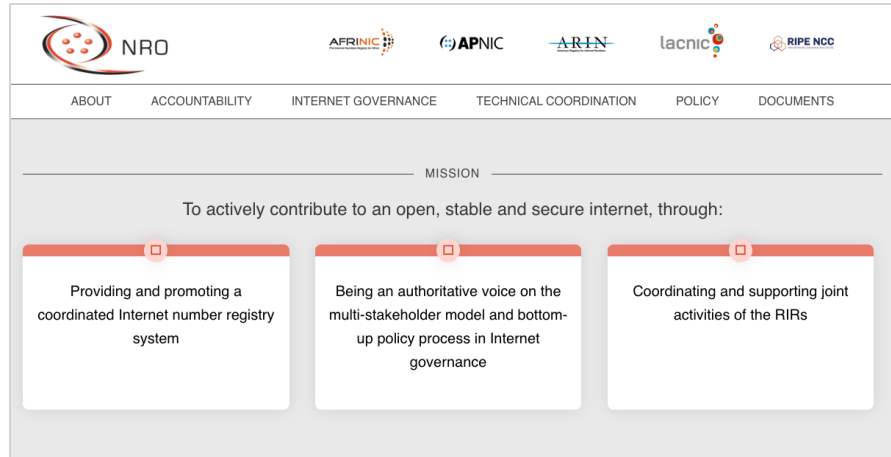 NRO
AFRINIC
APNIC
ARIN
lacnic
RIPE NCC
ABOUT ACCOUNTABILITY INTERNET GOVERNANCE TECHNICAL COORDINATION POLICY DOCUMENTS
MISSION
To actively contribute to an open, stable and secure internet, through:
Providing and promoting a
coordinated Internet number registry
system
Being an authoritative voice on the
multi-stakeholder model and bottom-
up policy process in Internet
governance
Coordinating and supporting joint
activities of the RIRs